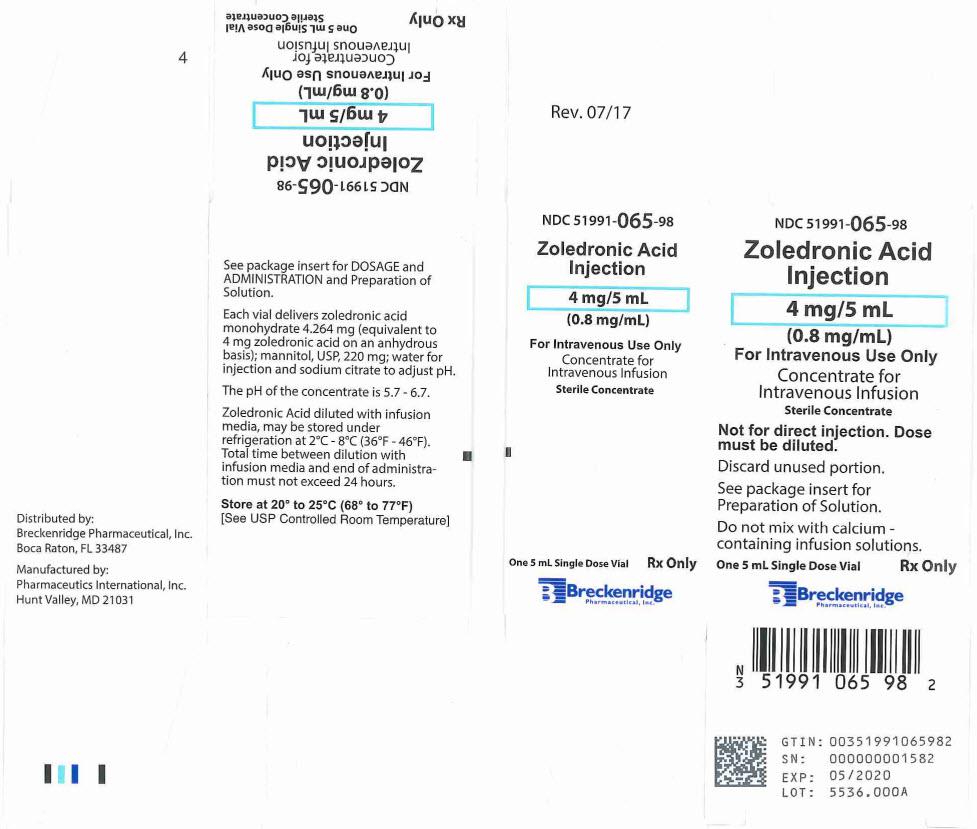 4
Rx Only
One 5 mL Single Dose Vial
Sterile Concentrate
Intravenous Infusion
Concentrate for
For Intravenous Use Only
(0.8 mg/mL)
4 mg/5 mL
Injection
Zoledronic Acid
NDC 51991-065-98
See package insert for DOSAGE and
ADMINISTRATION and Preparation of
Solution.
Each vial delivers zoledronic acid
monohydrate 4.264 mg (equivalent to
4 mg zoledronic acid on an anhydrous
basis); mannitol, USP, 220 mg; water for
injection and sodium citrate to adjust pH.
The pH of the concentrate is 5.7 - 6.7.
Zoledronic Acid diluted with infusion
media, may be stored under
refrigeration at 2°C - 8°C (36°F - 46°F).
Total time between dilution with
infusion media and end of administra-
tion must not exceed 24 hours.
Store at 20° to 25°C (68° to 77°F)
[See USP Controlled Room Temperature]
Distributed by:
Breckenridge Pharmaceutical, Inc.
Boca Raton, FL 33487
Manufactured by:
Pharmaceutics International, Inc.
Hunt Valley, MD 21031
Rev. 07/17
NDC 51991-065-98
Zoledronic Acid
Injection
4 mg/5 mL
(0.8 mg/mL)
For Intravenous Use Only
Concentrate for
Intravenous Infusion
Sterile Concentrate
One 5 mL Single Dose Vial Rx Only
Breckenridge
Pharmaceutical, Inc.
NDC 51991-065-98
Zoledronic Acid
Injection
4 mg/5 mL
(0.8 mg/mL)
For Intravenous Use Only
Concentrate for
Intravenous Infusion
Sterile Concentrate
Not for direct injection. Dose
must be diluted.
Discard unused portion.
See package insert for
Preparation of Solution.
Do not mix with calcium -
containing infusion solutions.
One 5 mL Single Dose Vial Rx Only
Breckenridge
Pharmaceutical, Inc.
N
3 51991 065 98 2
GTIN: 00351991065982
SN: 000000001582
EXP: 05/2020
LOT: 5536.000A